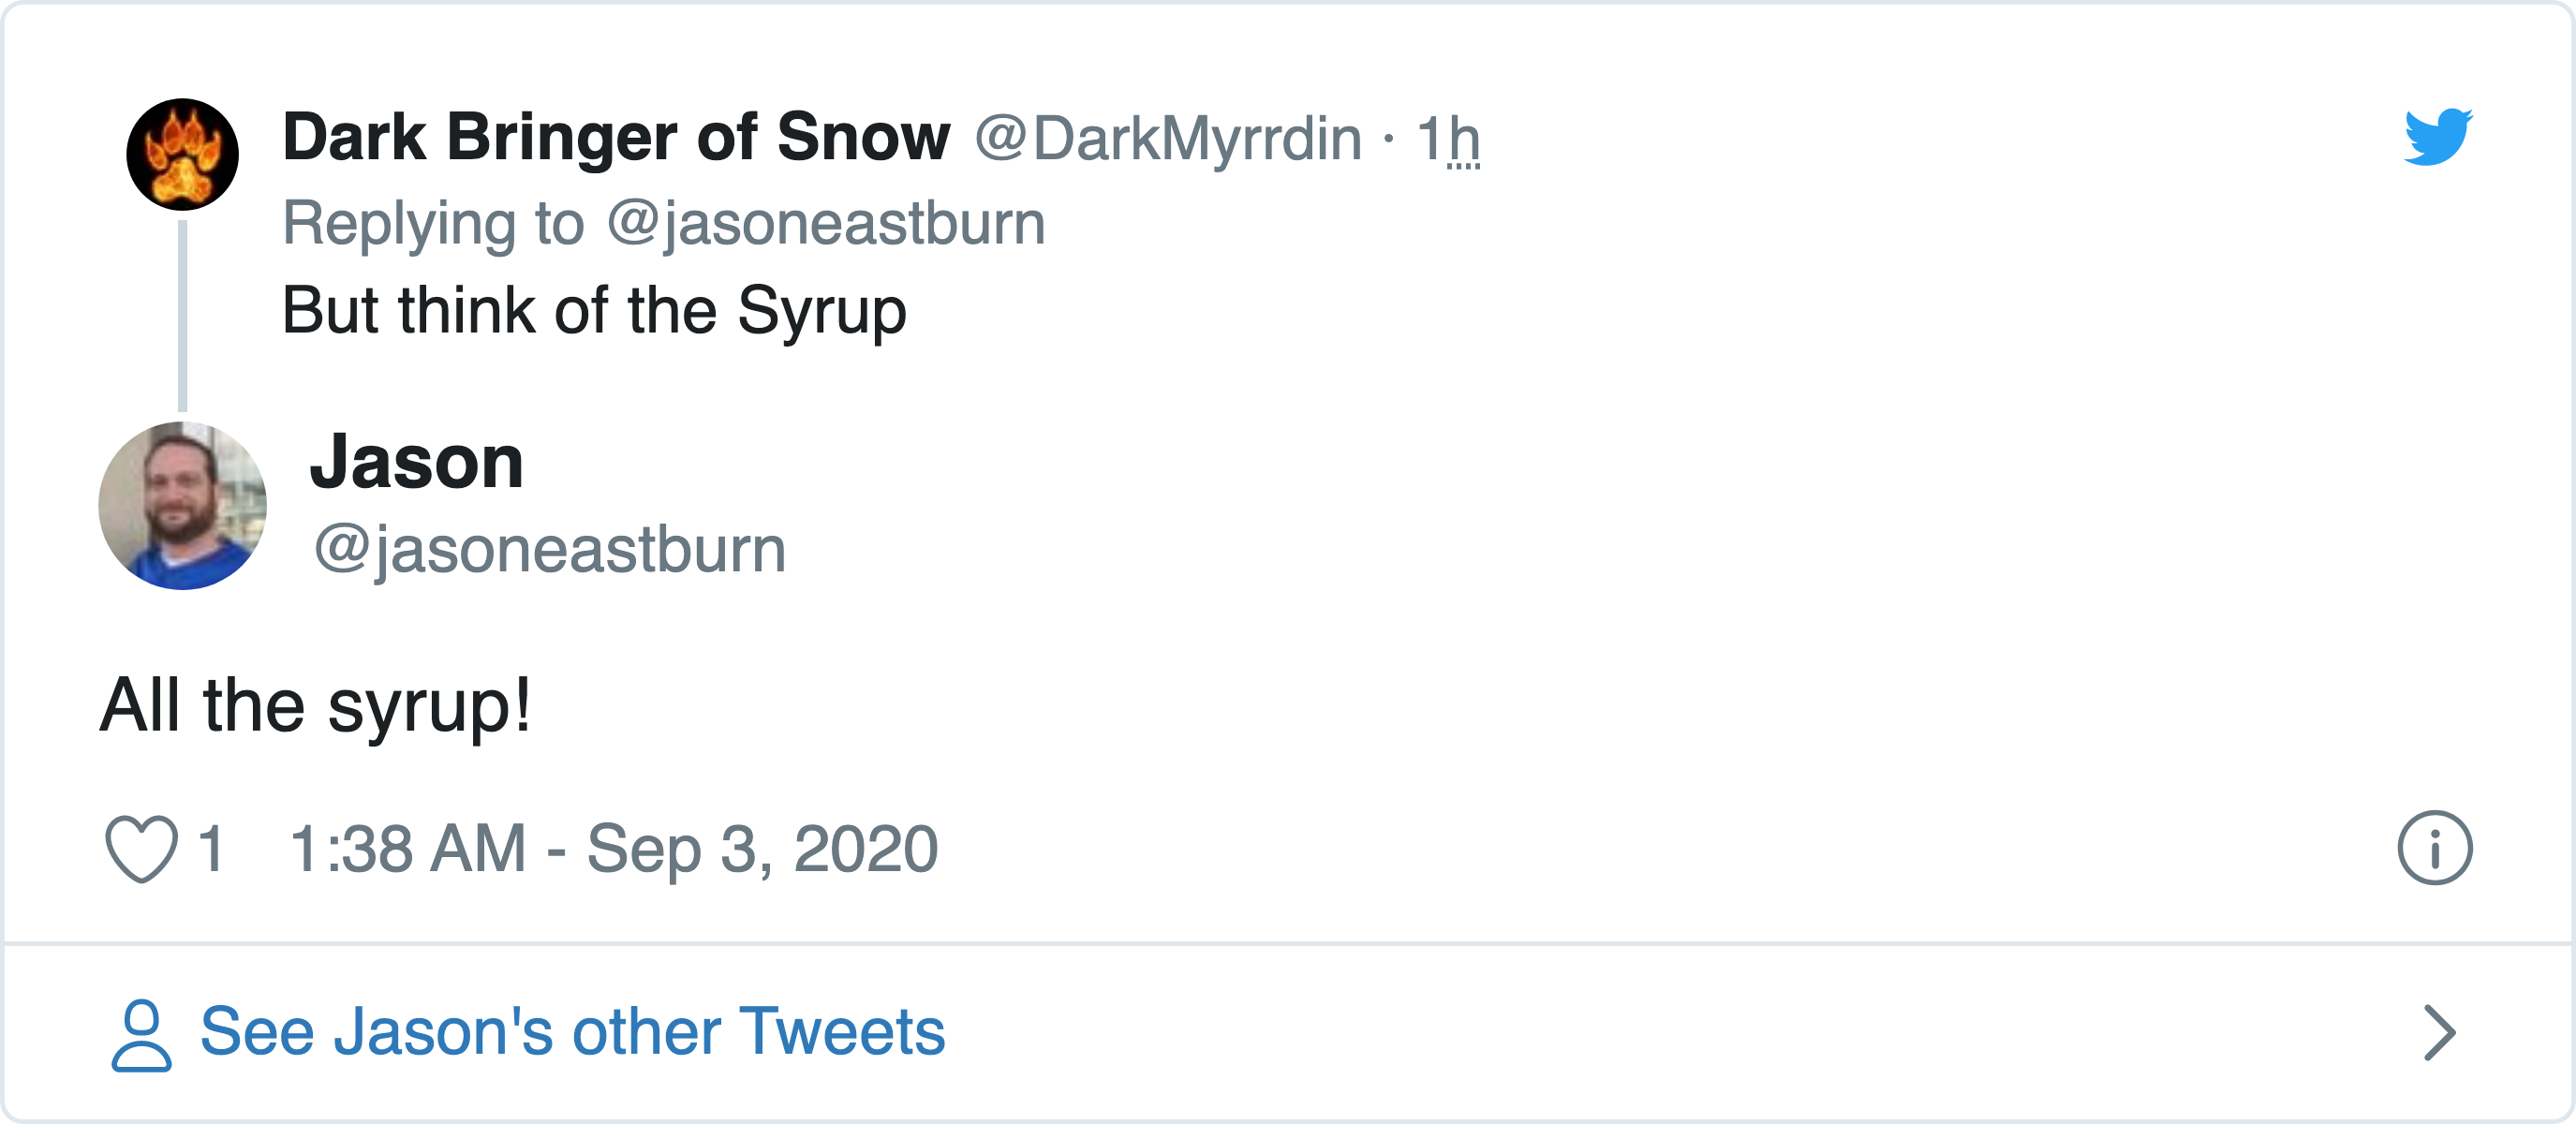 Dark Bringer of Snow @DarkMyrrdin · 1h
Replying to @jasoneastburn
But think of the Syrup
Jason
@jasoneastburn
All the syrup!
1 1:38 AM - Sep 3, 2020
See Jason's other Tweets